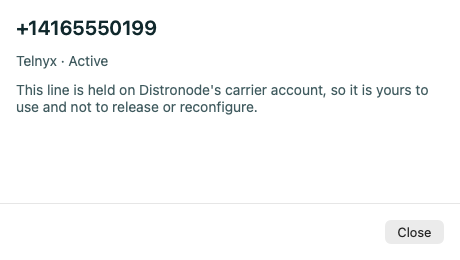 +14165550199
Telnyx · Active
This line is held on Distronode's carrier account, so it is yours to
use and not to release or reconfigure.
Close